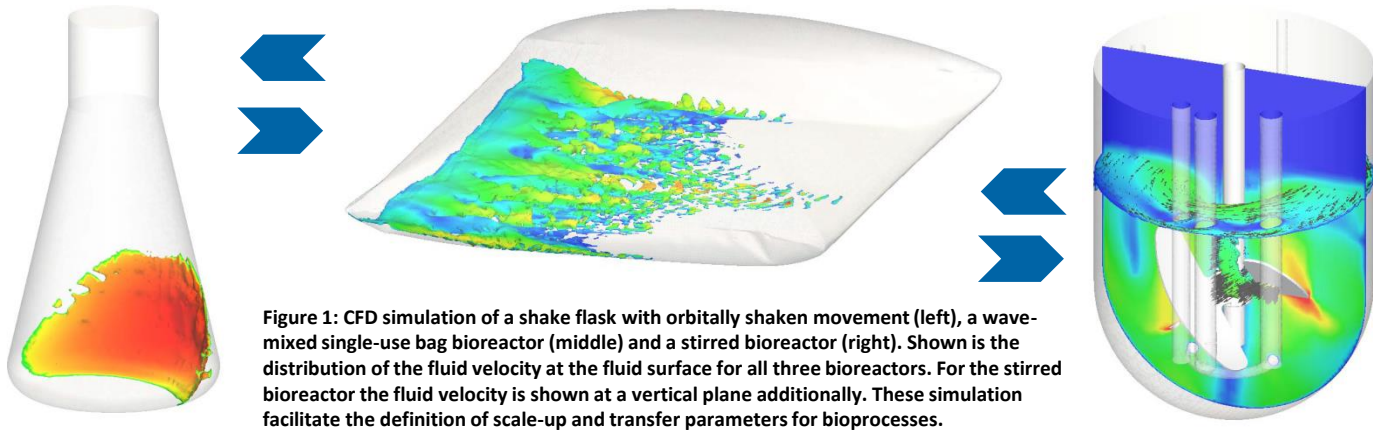 Figure 1: CFD simulation of a shake flask with orbitally shaken movement (left), a wave-
mixed single-use bag bioreactor (middle) and a stirred bioreactor (right). Shown is the
distribution of the fluid velocity at the fluid surface for all three bioreactors. For the stirred
bioreactor the fluid velocity is shown at a vertical plane additionally. These simulation
facilitate the definition of scale-up and transfer parameters for bioprocesses.